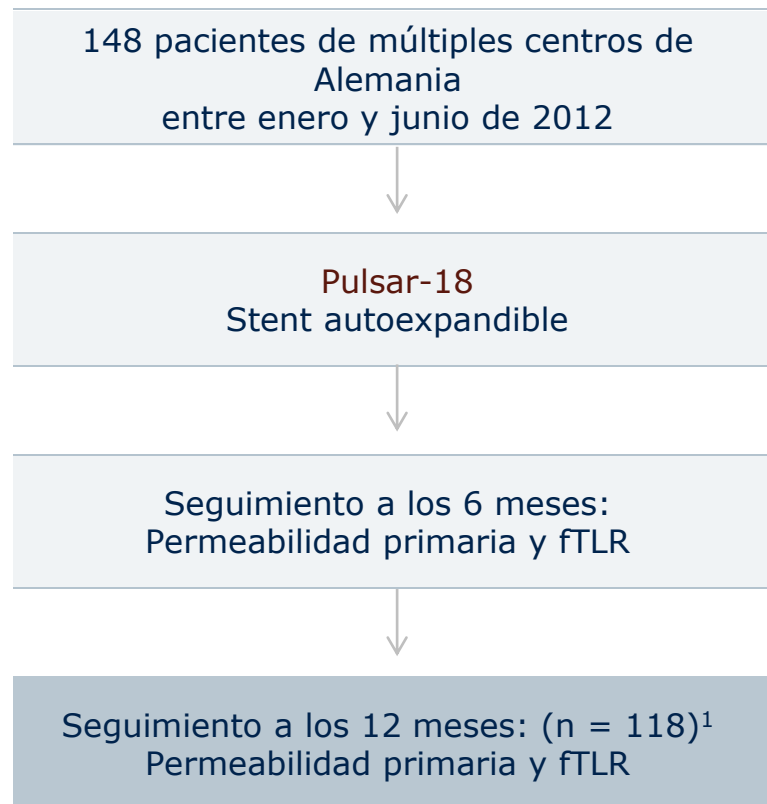 148 pacientes de múltiples centros de
Alemania
entre enero y junio de 2012
Pulsar-18
Stent autoexpandible
Seguimiento a los 6 meses:
Permeabilidad primaria y fTLR
Seguimiento a los 12 meses: (n = 118)¹
Permeabilidad primaria y fTLR